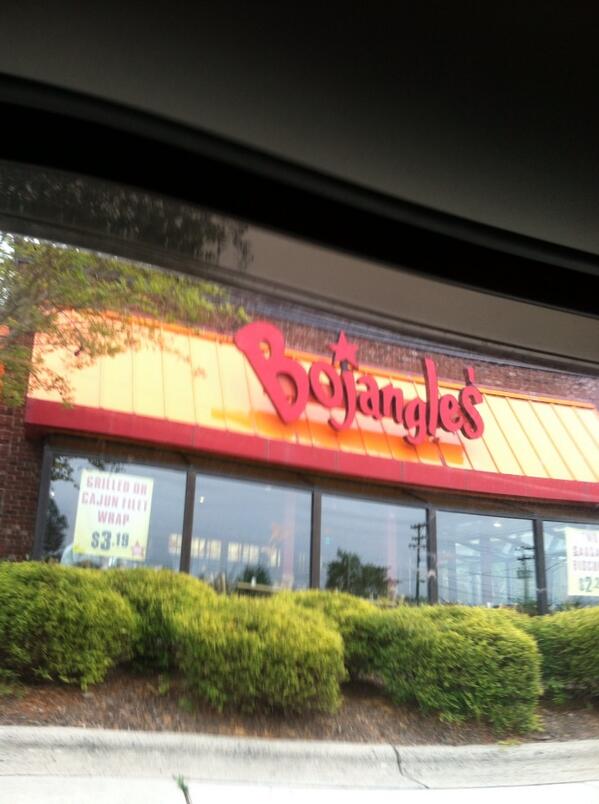 Bojangles'
GRILLED OR
CAJUN FILET
WRAP
$3.19